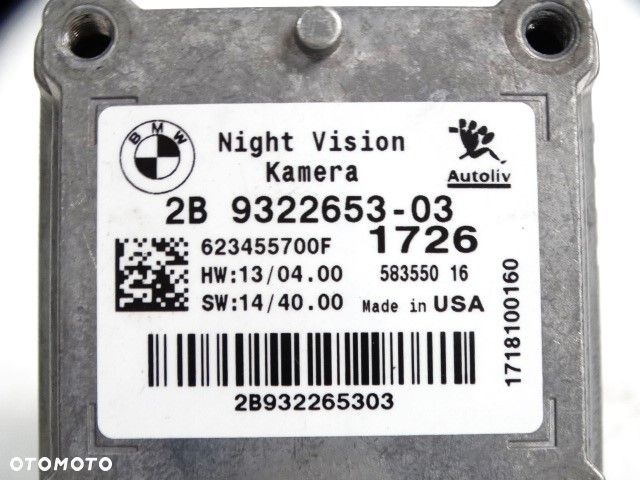 BMW
Night Vision
Kamera
Autoliv
2B 9322653-03
623455700F 1726
HW:13/04.00 583550 16
SW:14/40.00 Made in USA
1718100160
2B932265303
OTOMOTO